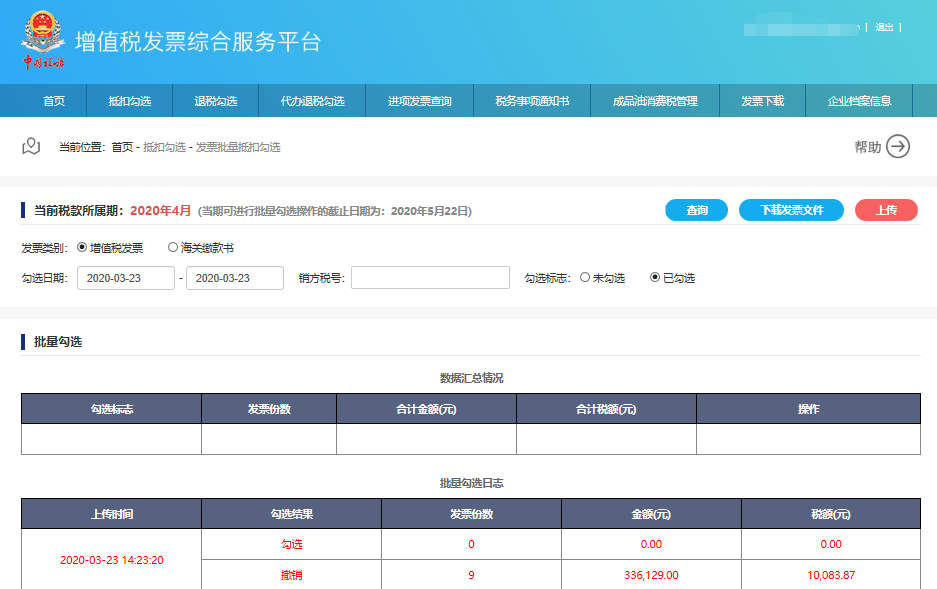 中国税务
增值税发票综合服务平台
| 退出 |
首页 抵扣勾选 退税勾选 代办退税勾选 进项发票查询 税务事项通知书 成品油消费税管理 发票下载 企业档案信息
当前位置：首页 - 抵扣勾选 - 发票批量抵扣勾选
帮助
当前税款所属期：2020年4月 (当期可进行批量勾选操作的截止日期为：2020年5月22日)
查询 下载发票文件 上传
发票类别: 增值税发票 海关缴款书
勾选日期: 2020-03-23 - 2020-03-23 销方税号: 勾选标志: 未勾选 已勾选
批量勾选
数据汇总情况
勾选标志 发票份数 合计金额(元) 合计税额(元) 操作
批量勾选日志
上传时间 勾选结果 发票份数 金额(元) 税额(元)
2020-03-23 14:23:20
勾选 0 0.00 0.00
撤销 9 336,129.00 10,083.87